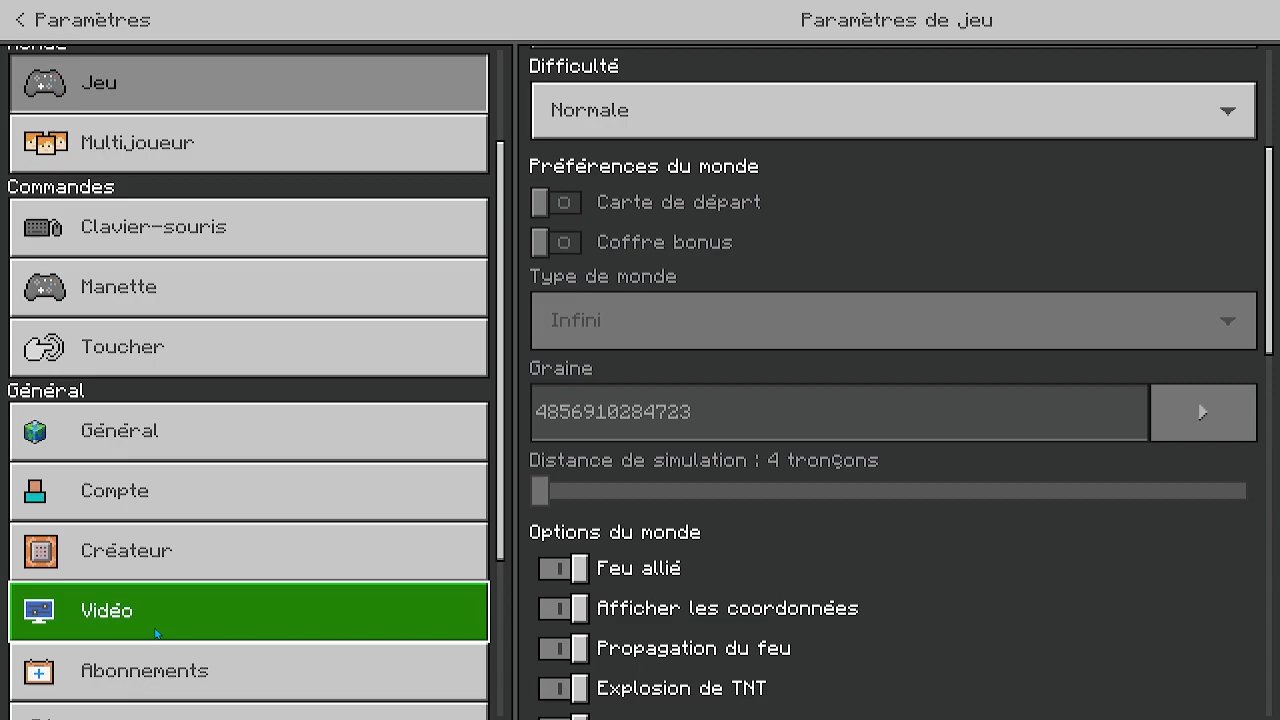 Paramètres
Paramètres de jeu
Monde
Jeu
Multijoueur
Commandes
Clavier-souris
Manette
Toucher
Général
Général
Compte
Créateur
Vidéo
Abonnements
Difficulté
Normale
Préférences du monde
Carte de départ
Coffre bonus
Type de monde
Infini
Graine
4856910284723
Distance de simulation : 4 tronçons
Options du monde
Feu allié
Afficher les coordonnées
Propagation du feu
Explosion de TNT